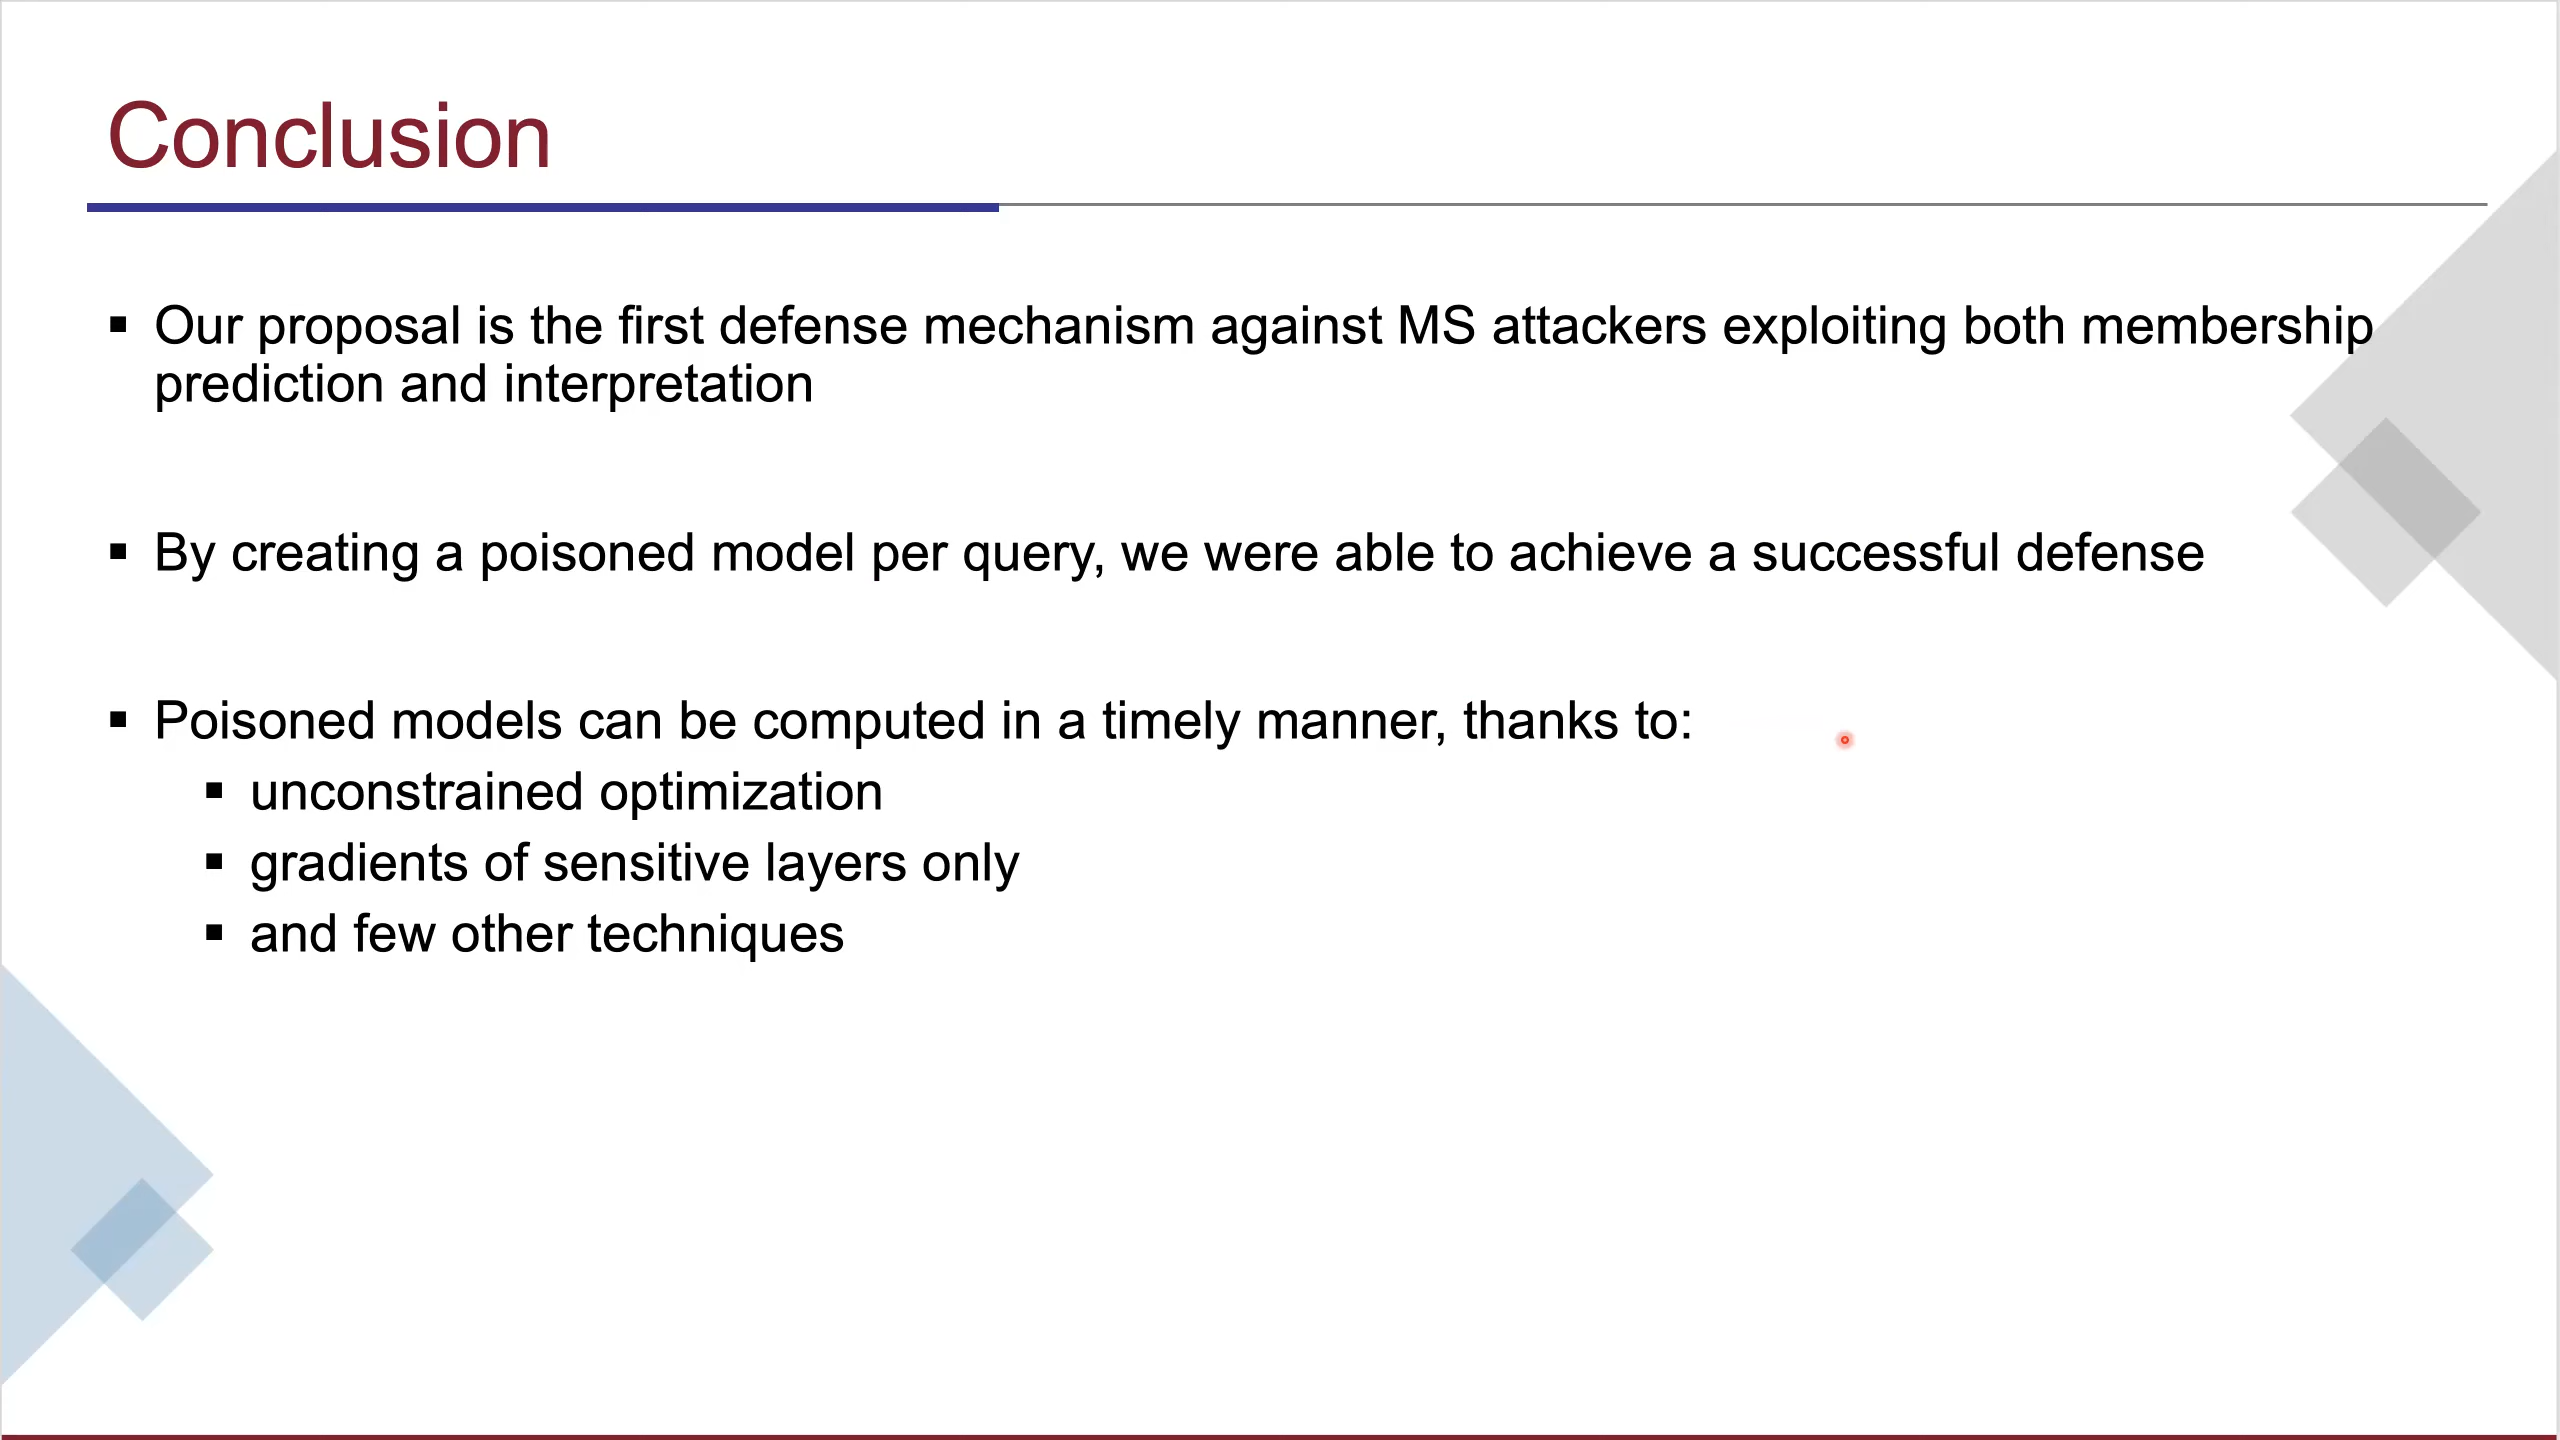 Conclusion
▪ Our proposal is the first defense mechanism against MS attackers exploiting both membership
prediction and interpretation
▪ By creating a poisoned model per query, we were able to achieve a successful defense
▪ Poisoned models can be computed in a timely manner, thanks to:
▪ unconstrained optimization
▪ gradients of sensitive layers only
▪ and few other techniques